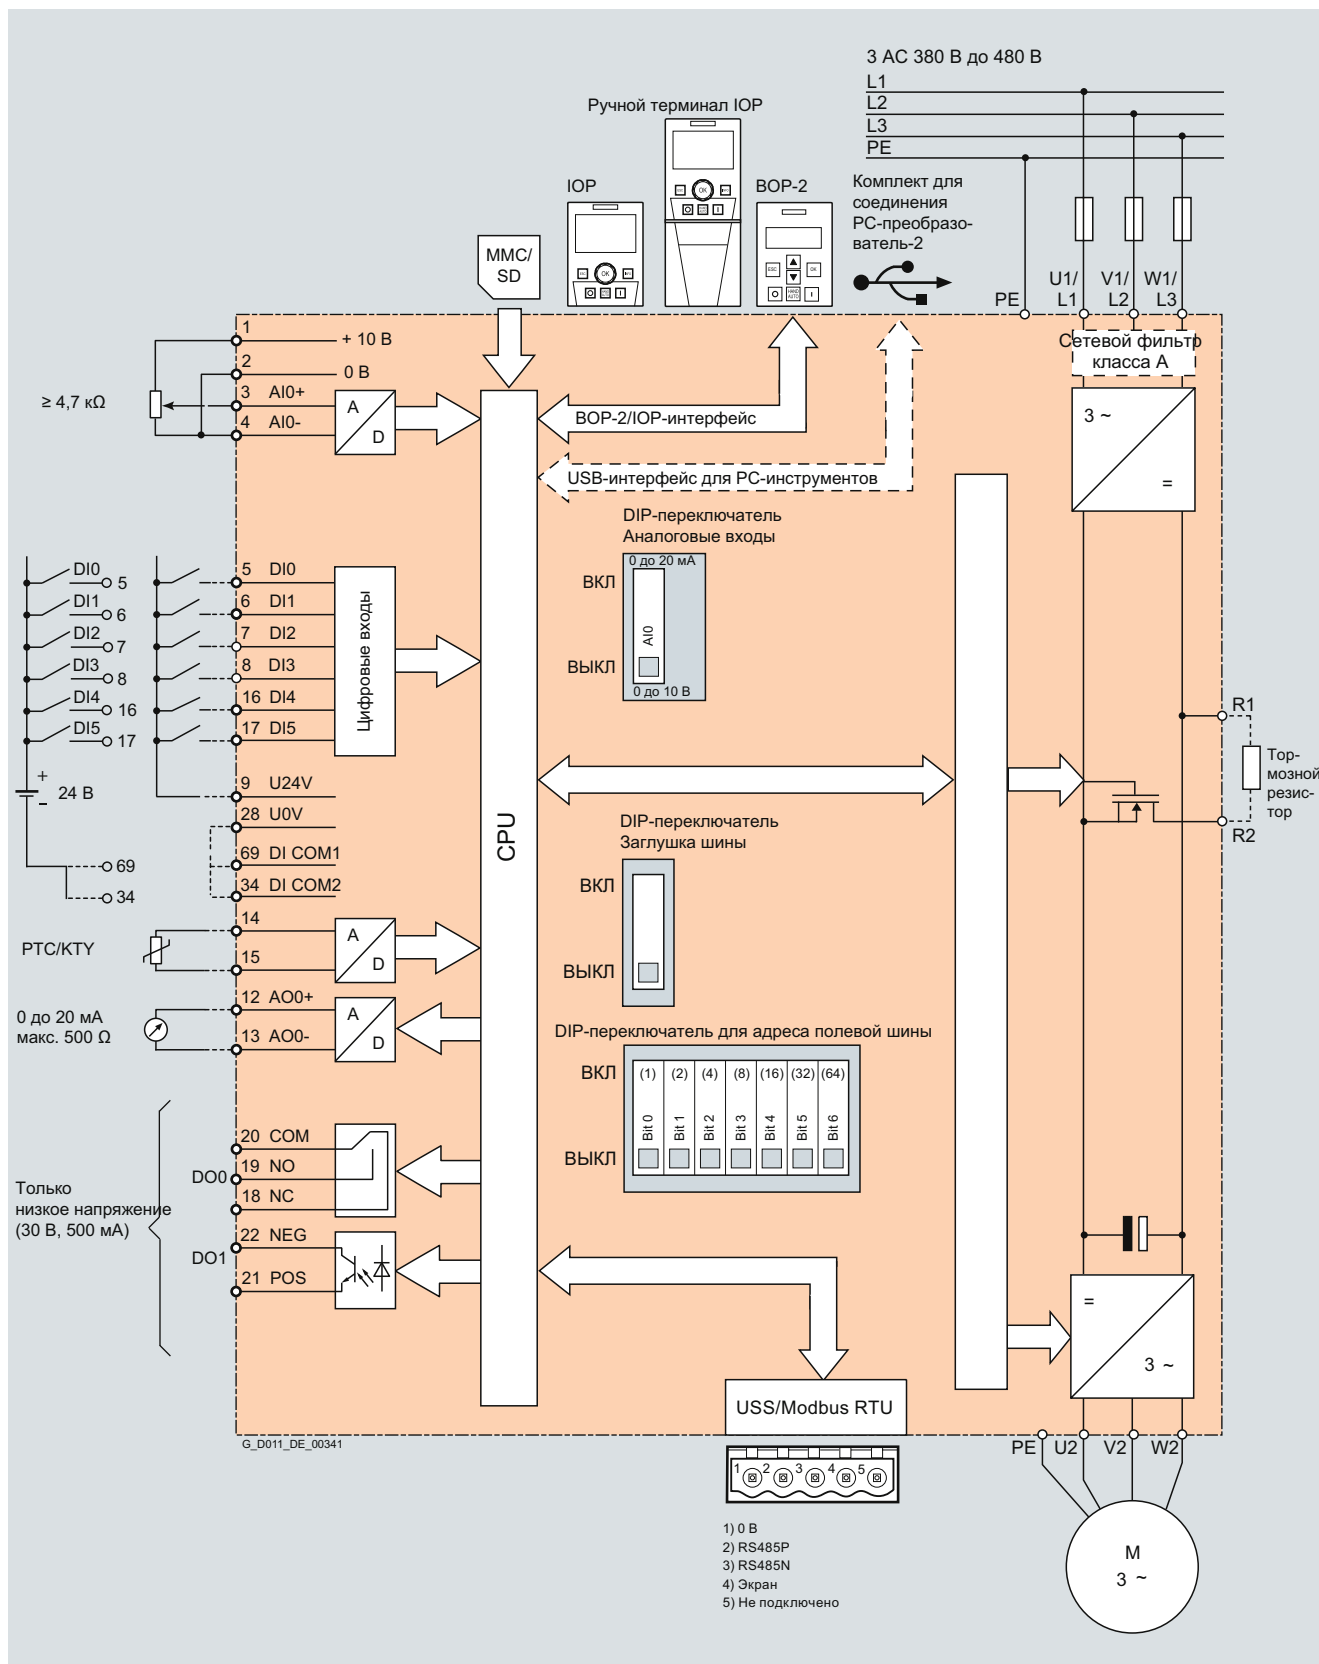 3 AC 380 В до 480 В
L1
L2
L3
PE
Ручной терминал IOP
IOP
BOP-2
Комплект для
соединения
PC-преобразо-
ватель-2
MMC/
SD
ESC
OK
HAND
AUTO
PE
U1/
L1
V1/
L2
W1/
L3
Сетевой фильтр
класса A
3 ~
=
1
+ 10 В
2
0 В
3 AI0+
4 AI0-
≥ 4,7 кΩ
A
D
BOP-2/IOP-интерфейс
USB-интерфейс для PC-инструментов
DIP-переключатель
Аналоговые входы
0 до 20 мА
ВКЛ
AI0
ВЫКЛ
0 до 10 В
DI0
5
DI1
6
DI2
7
DI3
8
DI4
16
DI5
17
5 DI0
6 DI1
7 DI2
8 DI3
16 DI4
17 DI5
Цифровые входы
+
-
24 В
9 U24V
28 U0V
69 DI COM1
34 DI COM2
69
34
CPU
R1
Тор-
мозной
резис-
тор
R2
DIP-переключатель
Заглушка шины
ВКЛ
ВЫКЛ
PTC/KTY
14
15
A
D
0 до 20 мА
макс. 500 Ω
12 AO0+
13 AO0-
A
D
DIP-переключатель для адреса полевой шины
ВКЛ
(1) (2) (4) (8) (16) (32) (64)
Bit 0 Bit 1 Bit 2 Bit 3 Bit 4 Bit 5 Bit 6
ВЫКЛ
Только
низкое напряжение
(30 В, 500 мА)
DO0
20 COM
19 NO
18 NC
DO1
22 NEG
21 POS
=
3 ~
USS/Modbus RTU
G_D011_DE_00341
PE U2 V2 W2
1 2 3 4 5
1) 0 В
2) RS485P
3) RS485N
4) Экран
5) Не подключено
M
3 ~